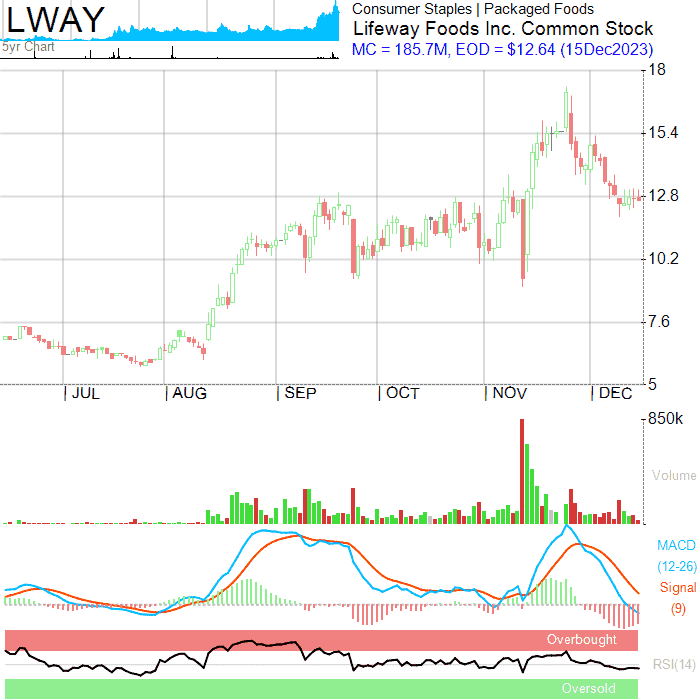 LWAY
5yr Chart
Consumer Staples | Packaged Foods
Lifeway Foods Inc. Common Stock
MC = 185.7M, EOD = $12.64 (15Dec2023)
18
15.4
12.8
10.2
7.6
5
JUL AUG SEP OCT NOV DEC
850k
Volume
MACD
(12-26)
Signal
(9)
Overbought
RSI(14)
Oversold